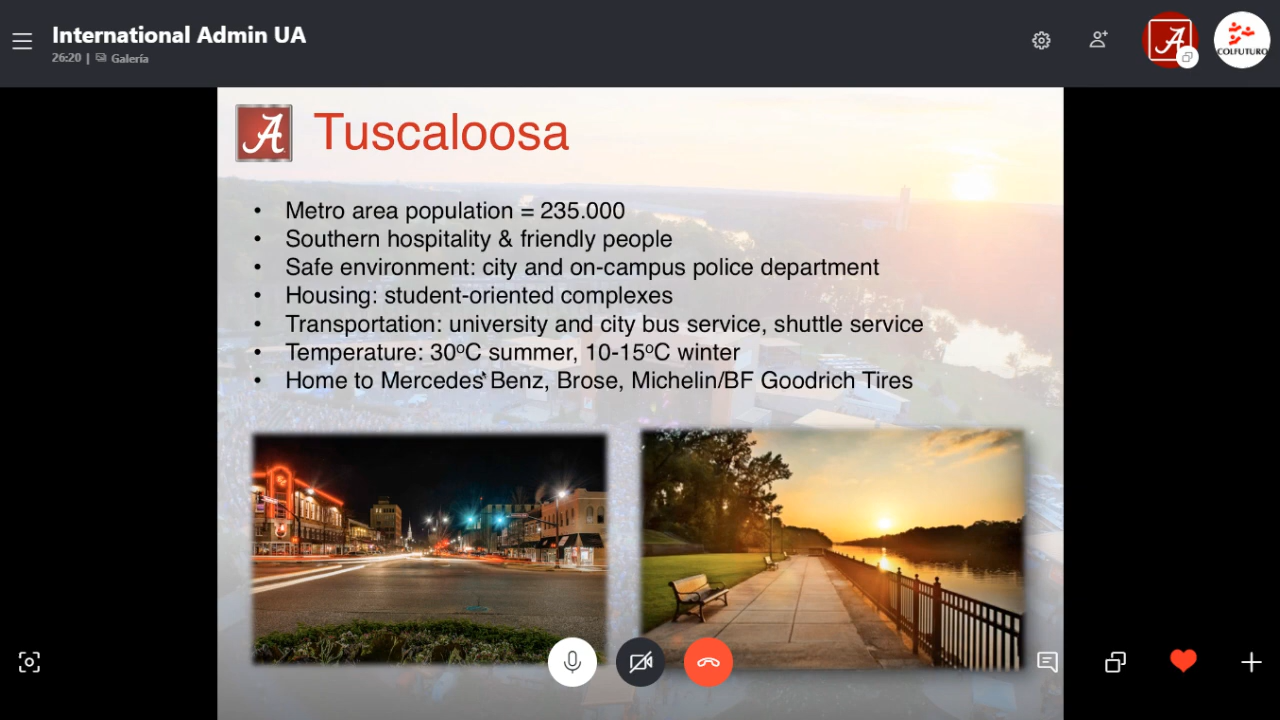 International Admin UA
26:20 | Galería
COLFUTURO
A
A Tuscaloosa
• Metro area population = 235.000
• Southern hospitality & friendly people
• Safe environment: city and on-campus police department
• Housing: student-oriented complexes
• Transportation: university and city bus service, shuttle service
• Temperature: 30ºC summer, 10-15ºC winter
• Home to Mercedes Benz, Brose, Michelin/BF Goodrich Tires